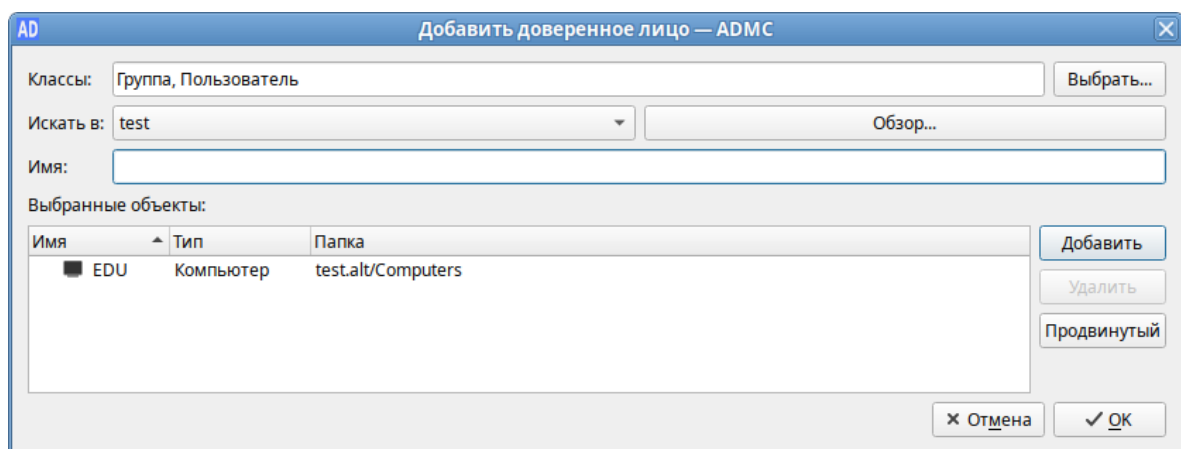 AD Добавить доверенное лицо — ADMC
Классы: Группа, Пользователь Выбрать...
Искать в: test Обзор...
Имя:
Выбранные объекты:
Имя Тип Папка Добавить
EDU Компьютер test.alt/Computers
Удалить
Продвинутый
Отмена OK